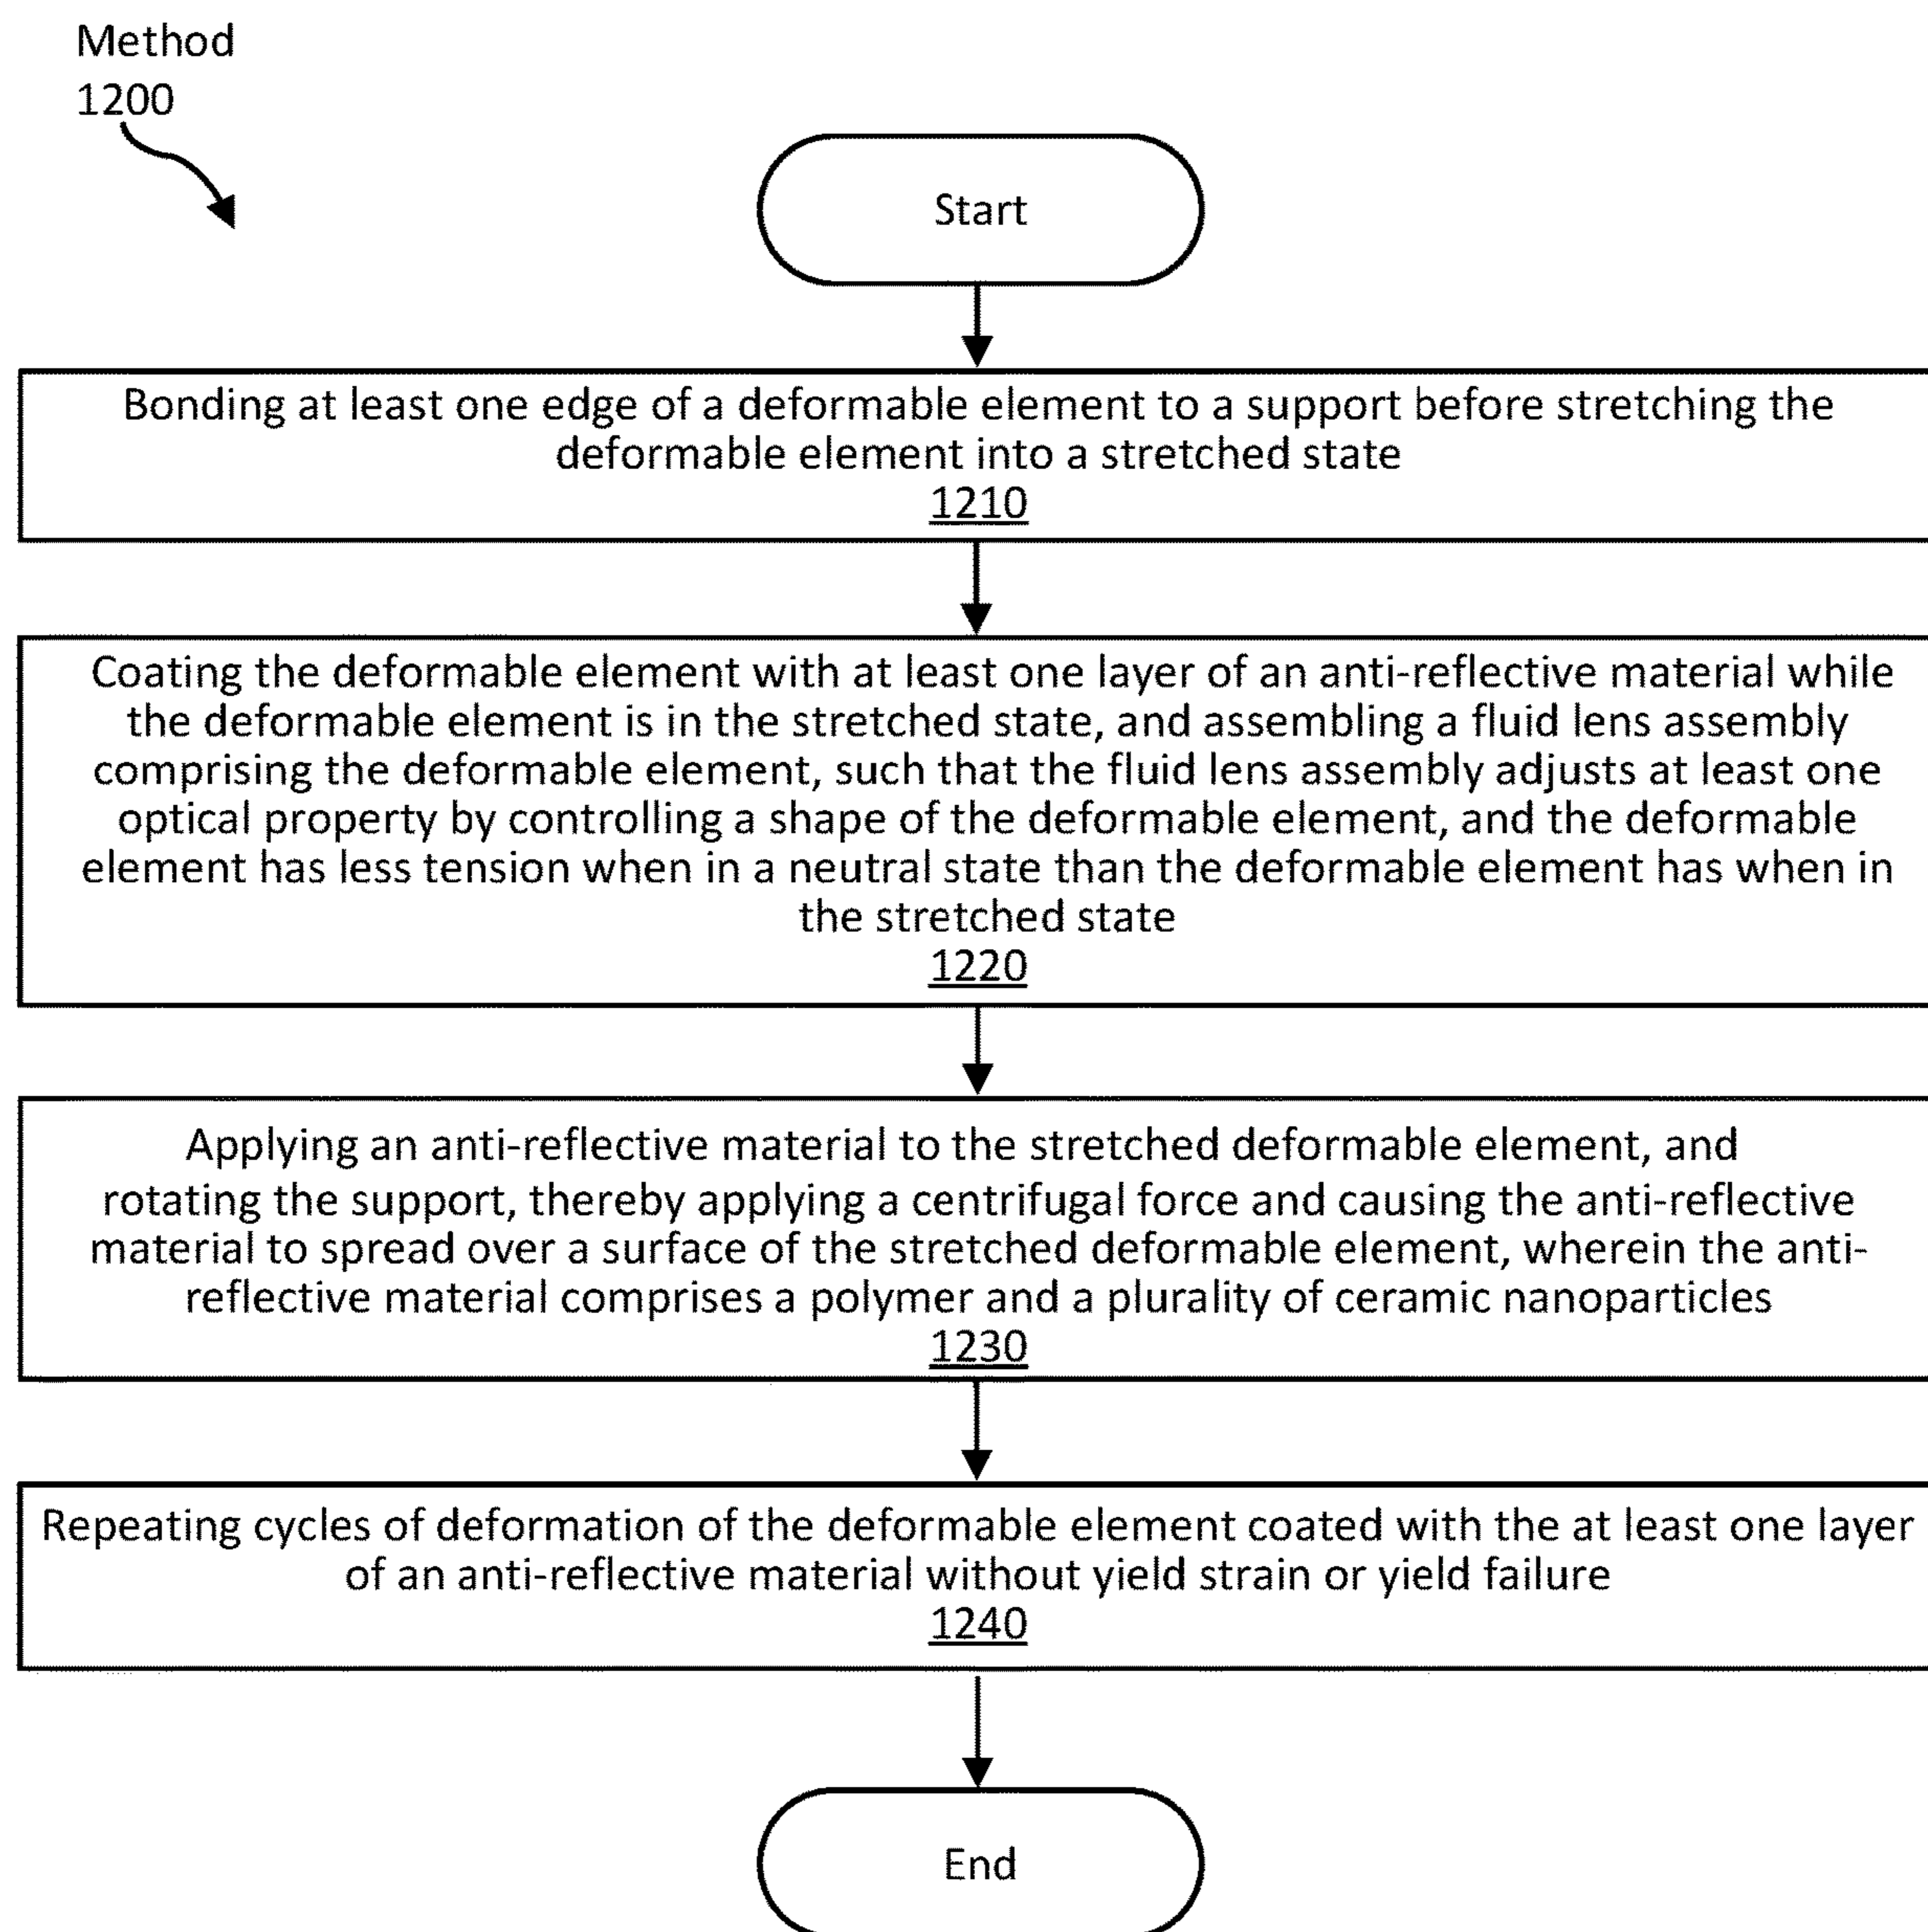 Method
1200
Start
Bonding at least one edge of a deformable element to a support before stretching the
deformable element into a stretched state
1210
Coating the deformable element with at least one layer of an anti-reflective material while
the deformable element is in the stretched state, and assembling a fluid lens assembly
comprising the deformable element, such that the fluid lens assembly adjusts at least one
optical property by controlling a shape of the deformable element, and the deformable
element has less tension when in a neutral state than the deformable element has when in
the stretched state
1220
Applying an anti-reflective material to the stretched deformable element, and
rotating the support, thereby applying a centrifugal force and causing the anti-reflective
material to spread over a surface of the stretched deformable element, wherein the anti-
reflective material comprises a polymer and a plurality of ceramic nanoparticles
1230
Repeating cycles of deformation of the deformable element coated with the at least one layer
of an anti-reflective material without yield strain or yield failure
1240
End